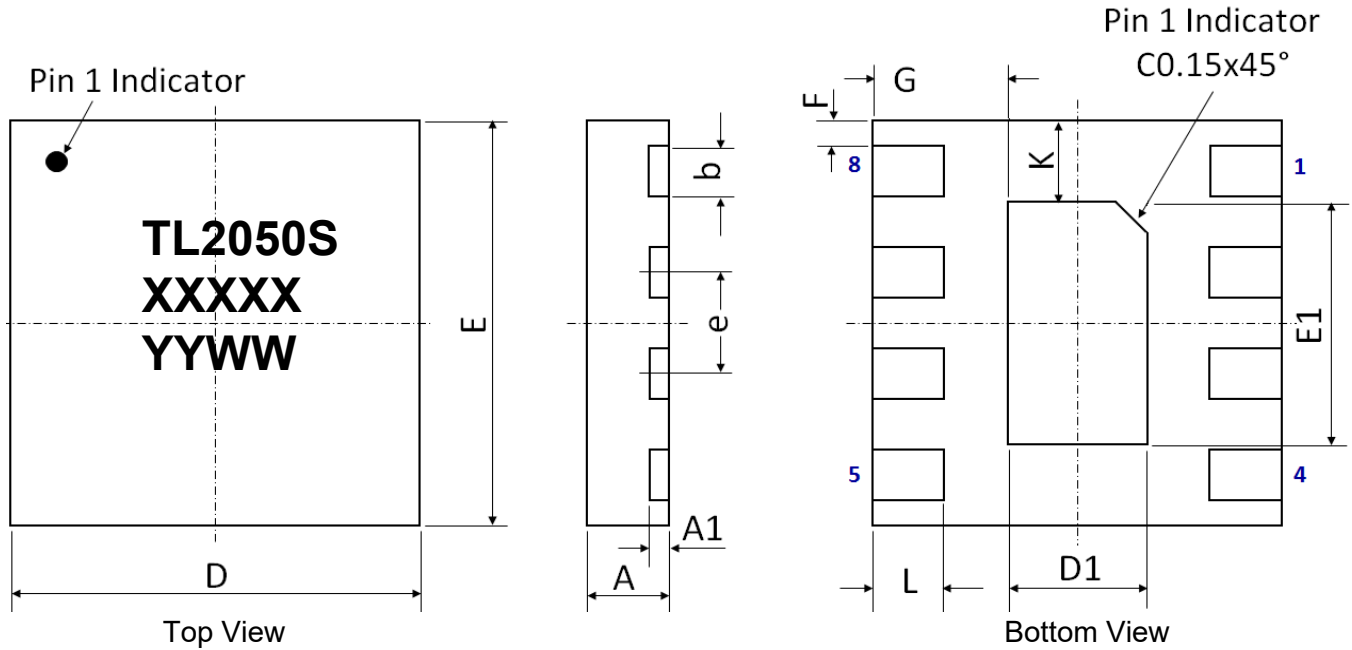 Pin 1 Indicator
TL2050S
XXXXX
YYWW
E
D
Top View
b
e
A1
A
Pin 1 Indicator
C0.15x45°
G
F
K
8
1
E1
5
4
L
D1
Bottom View